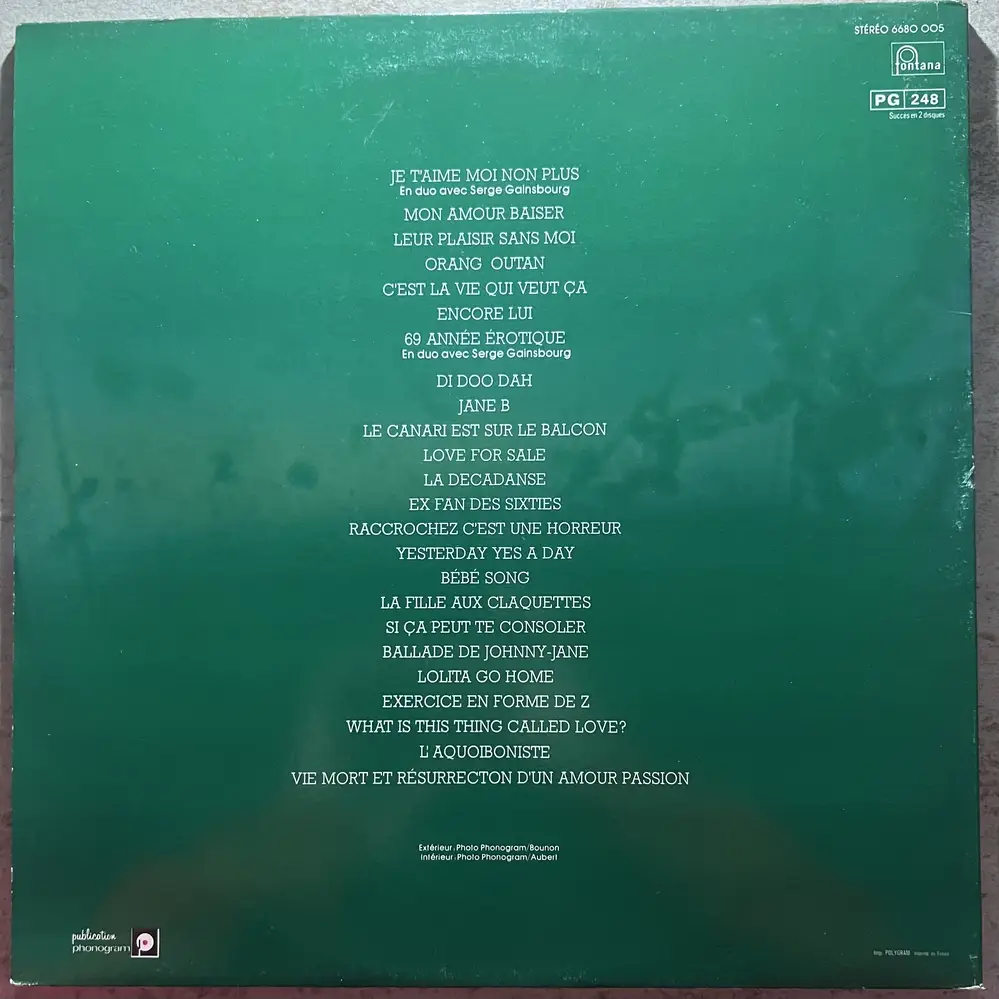 STÉRÉO 6680 005
fontana
PG 248
Succès en 2 disques
JE T'AIME MOI NON PLUS
En duo avec Serge Gainsbourg
MON AMOUR BAISER
LEUR PLAISIR SANS MOI
ORANG OUTAN
C'EST LA VIE QUI VEUT ÇA
ENCORE LUI
69 ANNÉE ÉROTIQUE
En duo avec Serge Gainsbourg
DI DOO DAH
JANE B
LE CANARI EST SUR LE BALCON
LOVE FOR SALE
LA DECADANSE
EX FAN DES SIXTIES
RACCROCHEZ C'EST UNE HORREUR
YESTERDAY YES A DAY
BÉBÉ SONG
LA FILLE AUX CLAQUETTES
SI ÇA PEUT TE CONSOLER
BALLADE DE JOHNNY-JANE
LOLITA GO HOME
EXERCICE EN FORME DE Z
WHAT IS THIS THING CALLED LOVE?
L'AQUOIBONISTE
VIE MORT ET RÉSURRECTON D'UN AMOUR PASSION
Extérieur: Photo Phonogram/Bounon
Intérieur: Photo Phonogram/Aubert
publication
phonogram
Imp. POLYGRAM Imprimé en France